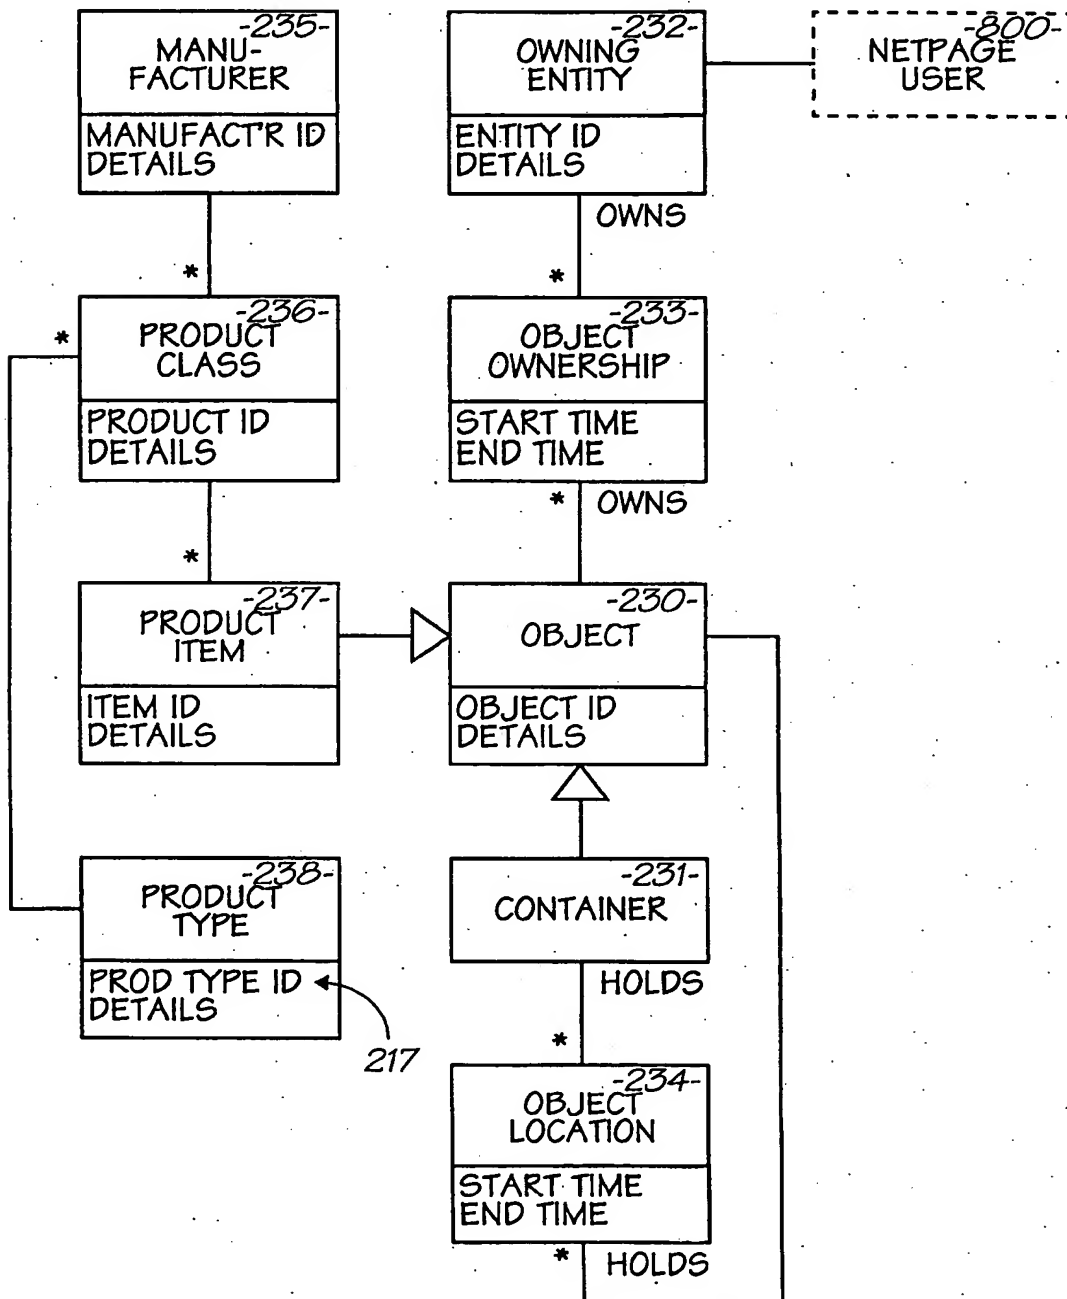 -235-
MANU-
FACTURER
MANUFACT'R ID
DETAILS
*
-236-
PRODUCT
CLASS
PRODUCT ID
DETAILS
*
*
-237-
PRODUCT
ITEM
ITEM ID
DETAILS
-238-
PRODUCT
TYPE
PROD TYPE ID
DETAILS
217
-232-
OWNING
ENTITY
ENTITY ID
DETAILS
OWNS
*
-233-
OBJECT
OWNERSHIP
START TIME
END TIME
* OWNS
-230-
OBJECT
OBJECT ID
DETAILS
-231-
CONTAINER
HOLDS
*
-234-
OBJECT
LOCATION
START TIME
END TIME
* HOLDS
-800-
NETPAGE
USER